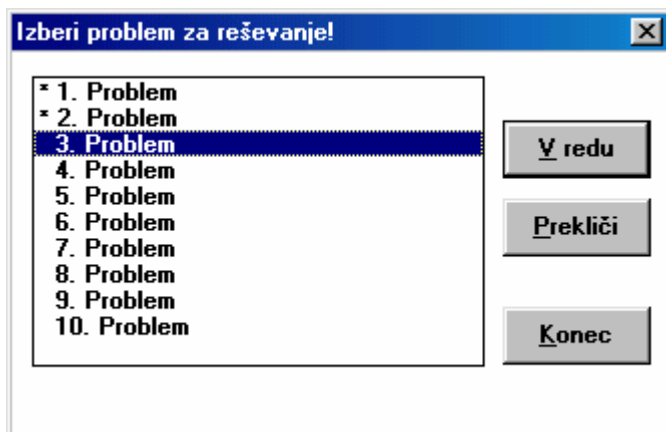 Izberi problem za reševanje!
* 1. Problem
* 2. Problem
3. Problem
4. Problem
5. Problem
6. Problem
7. Problem
8. Problem
9. Problem
10. Problem
V redu
Prekliči
Konec